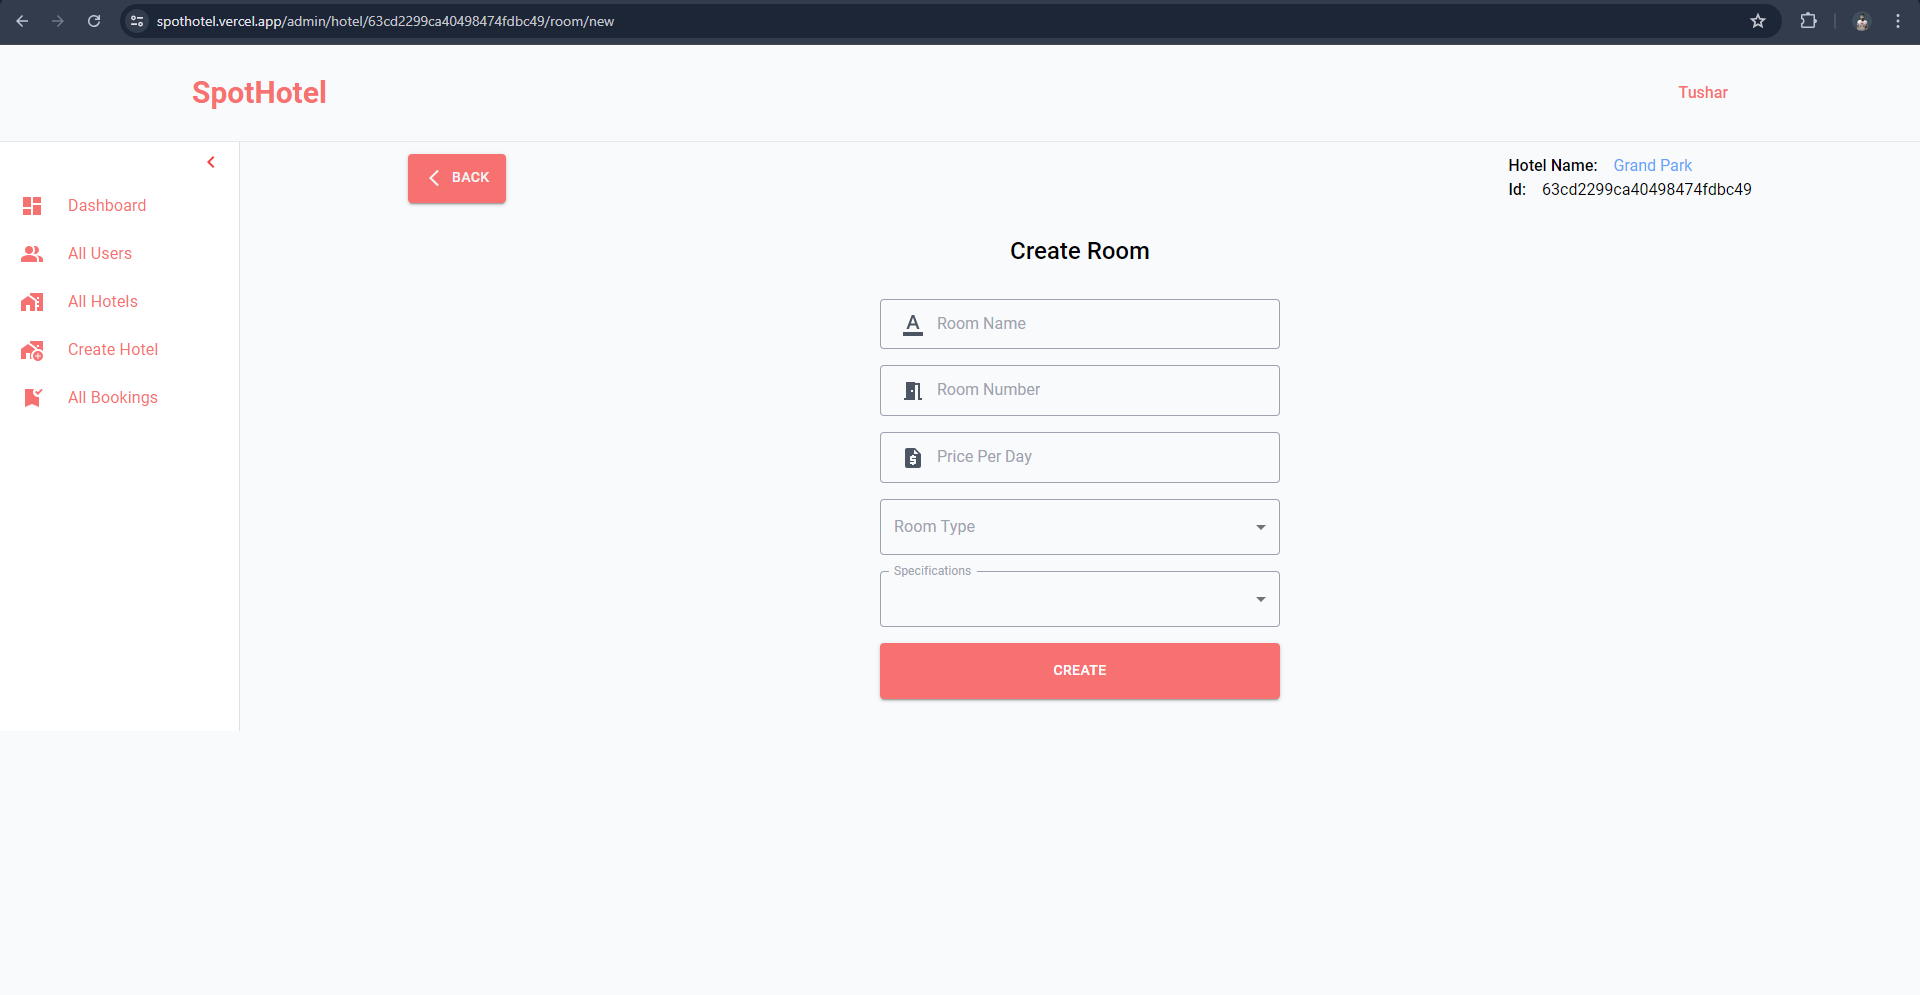 spothotel.vercel.app/admin/hotel/63cd2299ca40498474fdbc49/room/new
SpotHotel
Tushar
Dashboard
All Users
All Hotels
Create Hotel
All Bookings
BACK
Hotel Name: Grand Park
Id: 63cd2299ca40498474fdbc49
Create Room
Room Name
Room Number
Price Per Day
Room Type
Specifications
CREATE